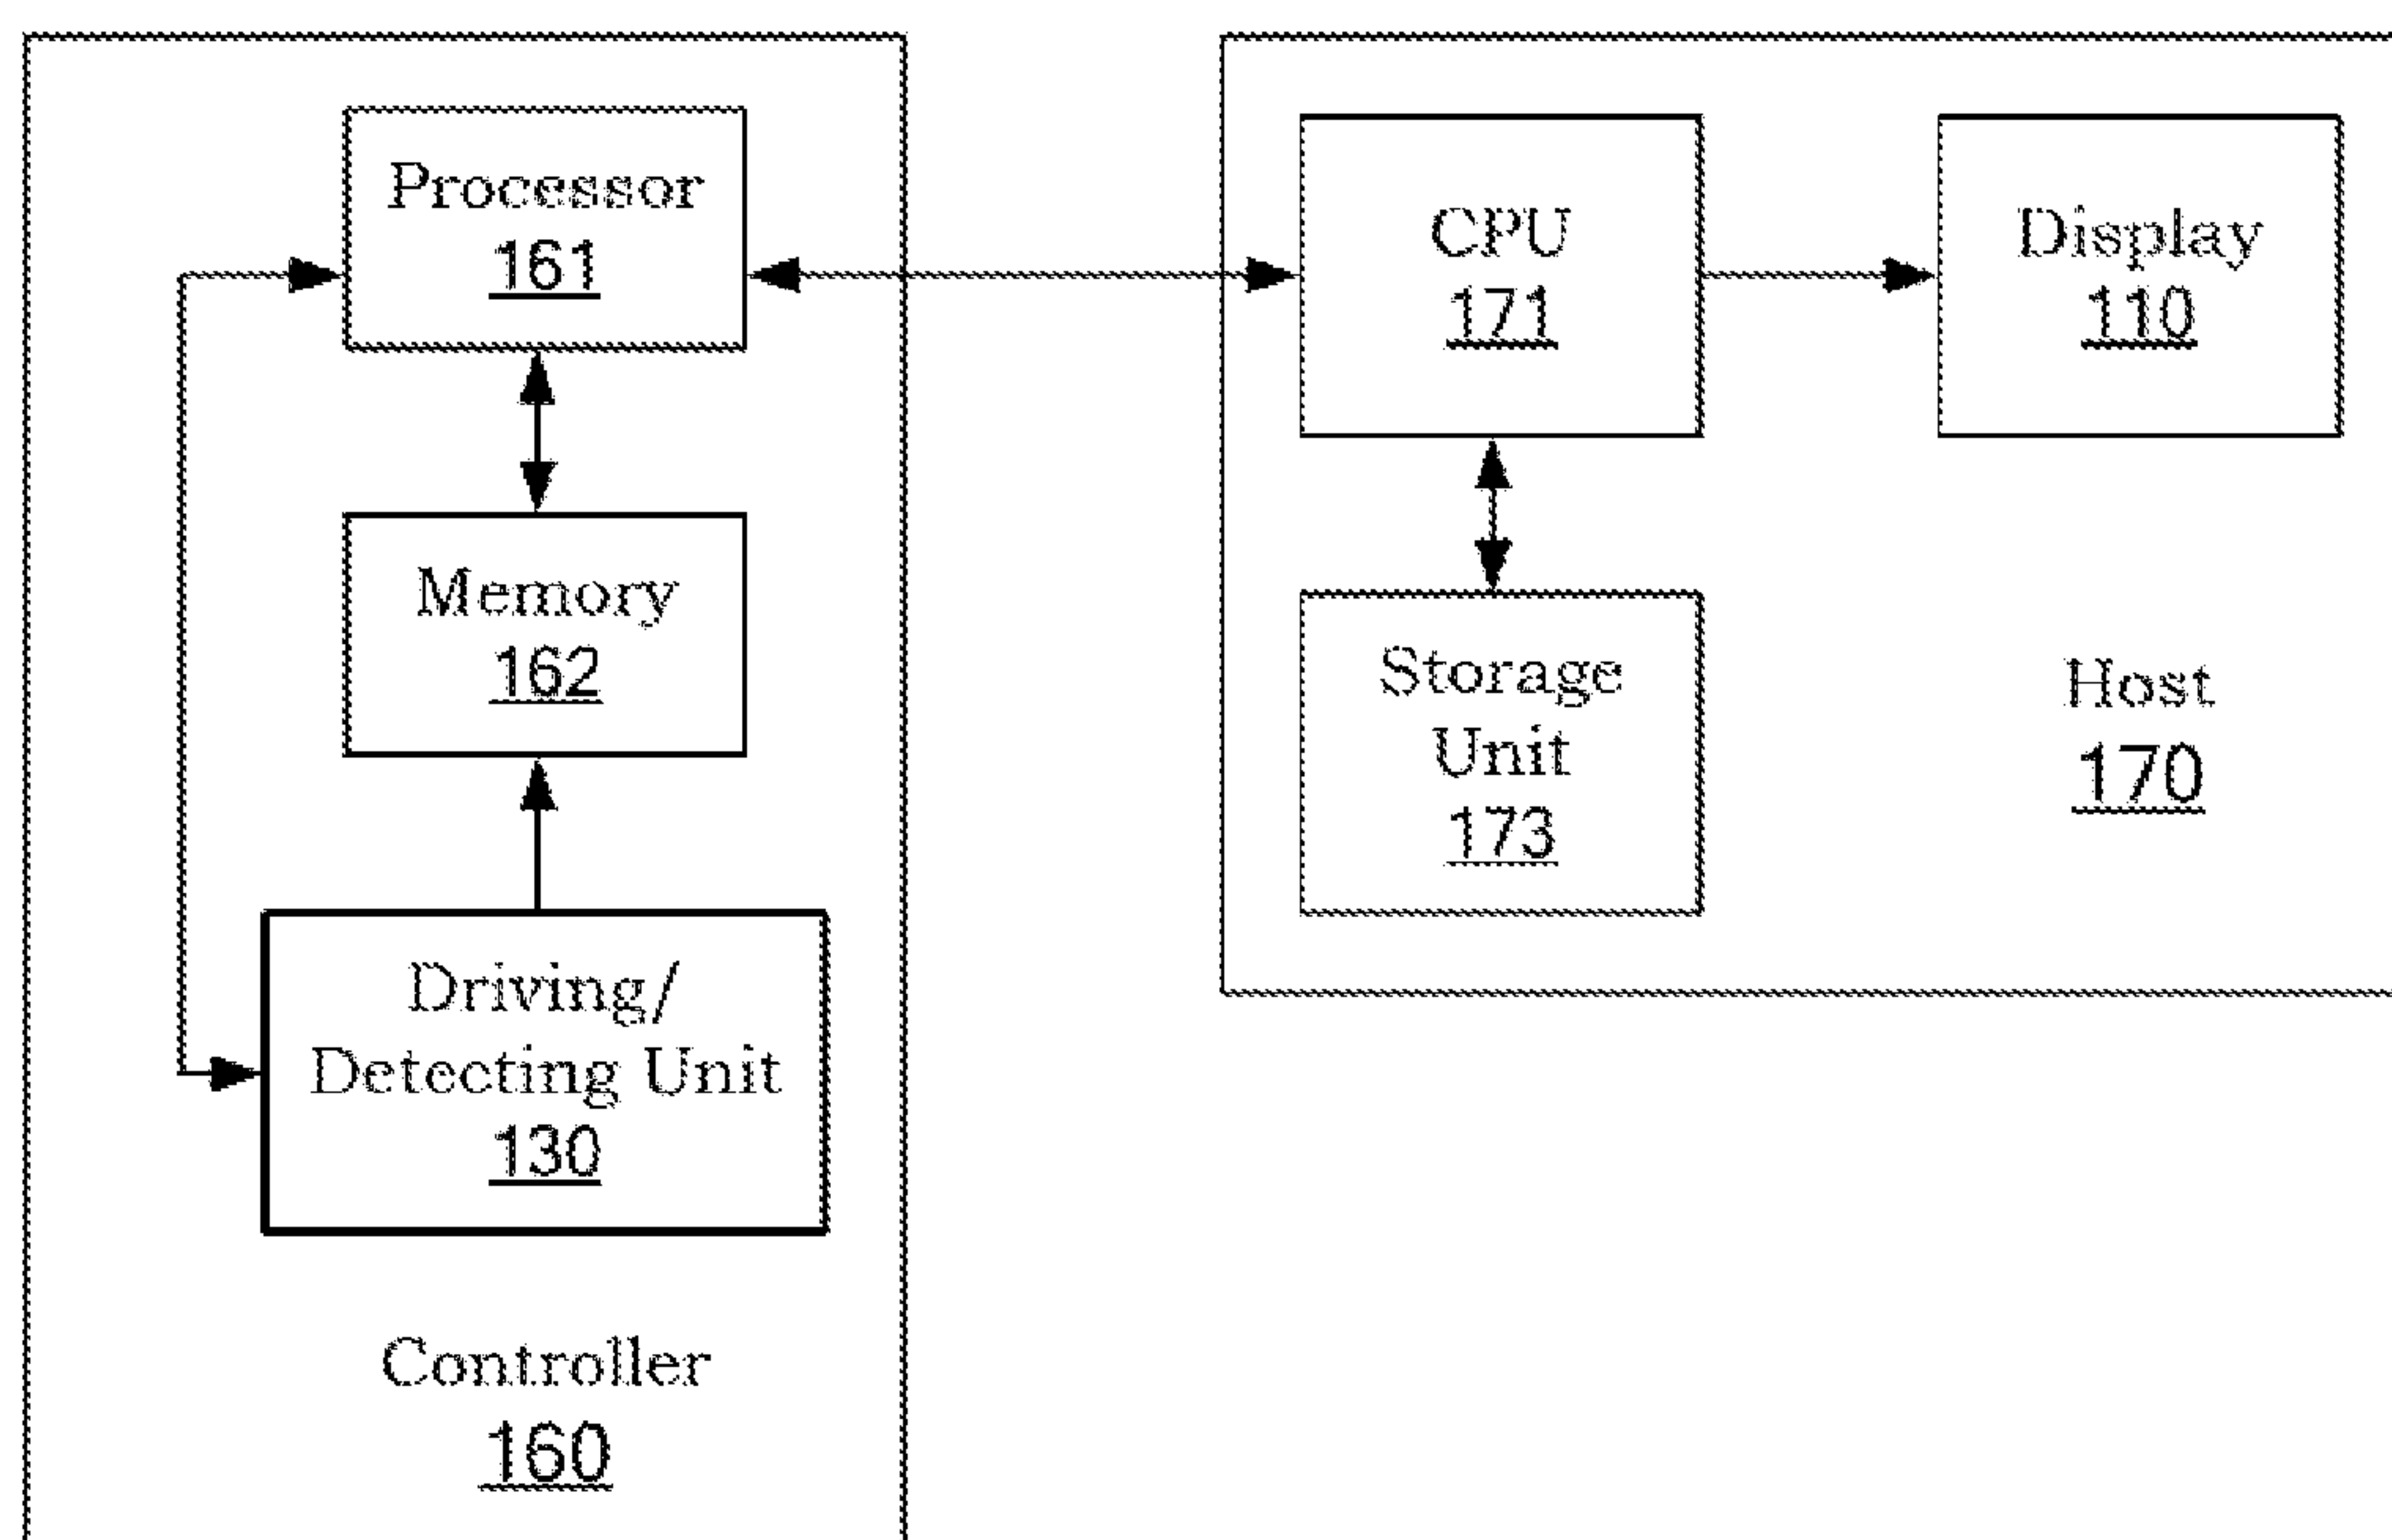 Processor
161
Memory
162
Driving/
Detecting Unit
130
Controller
160
CPU
171
Display
110
Storage
Unit
173
Host
170